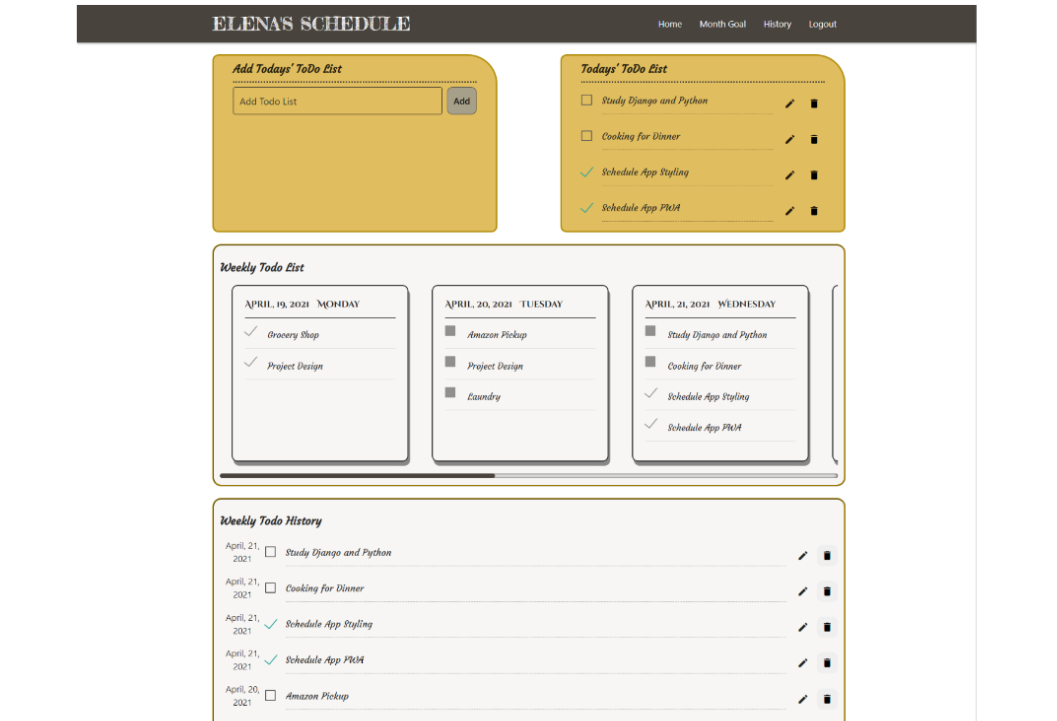 ELENA'S SCHEDULE
Home Month Goal History Logout
Add Todays' ToDo List
Add Todo List Add
Todays' ToDo List
Study Django and Python
Cooking for Dinner
Schedule App Styling
Schedule App PWA
Weekly Todo List
April, 19, 2021 Monday
Grocery Shop
Project Design
April, 20, 2021 Tuesday
Amazon Pickup
Project Design
Laundry
April, 21, 2021 Wednesday
Study Django and Python
Cooking for Dinner
Schedule App Styling
Schedule App PWA
Weekly Todo History
April, 21,
2021
Study Django and Python
April, 21,
2021
Cooking for Dinner
April, 21,
2021
Schedule App Styling
April, 21,
2021
Schedule App PWA
April, 20,
2021
Amazon Pickup